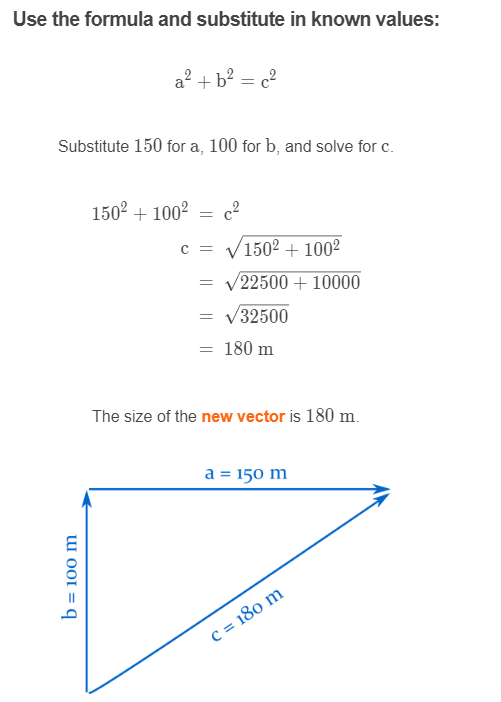 Use the formula and substitute in known values:
a² + b² = c²
Substitute 150 for a, 100 for b, and solve for c.
150² + 100² = c²
c = √150² + 100²
= √22500 + 10000
= √32500
= 180 m
The size of the new vector is 180 m.
a = 150 m
b = 100 m
c = 180 m